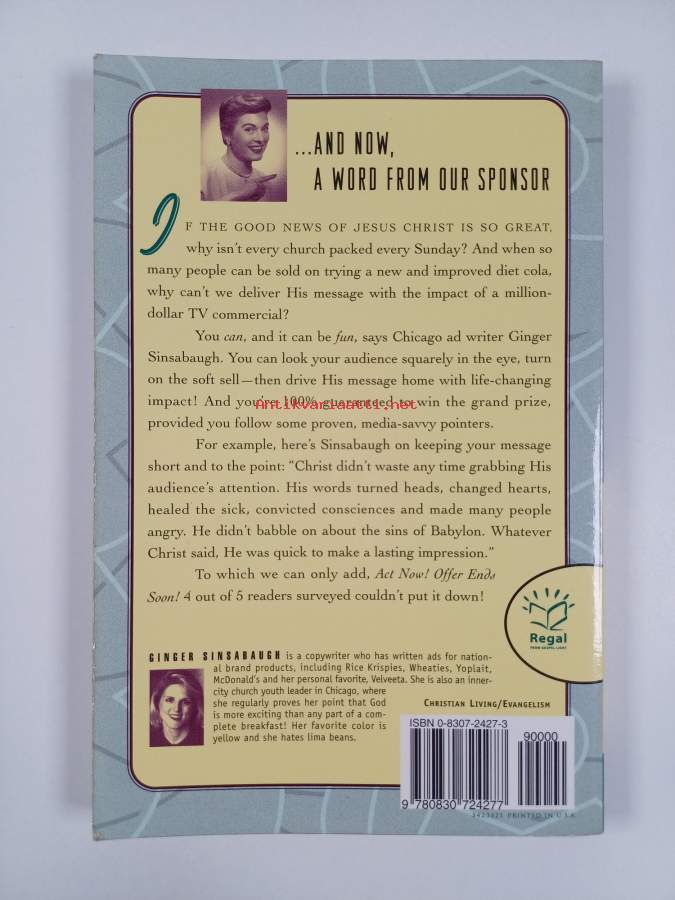 ...AND NOW,
A WORD FROM OUR SPONSOR
IF THE GOOD NEWS OF JESUS CHRIST IS SO GREAT,
why isn't every church packed every Sunday? And when so
many people can be sold on trying a new and improved diet cola,
why can't we deliver His message with the impact of a million-
dollar TV commercial?
You can, and it can be fun, says Chicago ad writer Ginger
Sinsabaugh. You can look your audience squarely in the eye, turn
on the soft sell—then drive His message home with life-changing
impact! And you're 100% guaranteed to win the grand prize,
antikvariaatti.net
provided you follow some proven, media-savvy pointers.
For example, here's Sinsabaugh on keeping your message
short and to the point: "Christ didn't waste any time grabbing His
audience's attention. His words turned heads, changed hearts,
healed the sick, convicted consciences and made many people
angry. He didn't babble on about the sins of Babylon. Whatever
Christ said, He was quick to make a lasting impression."
To which we can only add, Act Now! Offer Ends
Soon! 4 out of 5 readers surveyed couldn't put it down!
Regal
FROM GOSPEL LIGHT
GINGER SINSABAUGH is a copywriter who has written ads for nation-
al brand products, including Rice Krispies, Wheaties, Yoplait,
McDonald's and her personal favorite, Velveeta. She is also an inner-
city church youth leader in Chicago, where
she regularly proves her point that God
is more exciting than any part of a com-
plete breakfast! Her favorite color is
yellow and she hates lima beans.
CHRISTIAN LIVING/EVANGELISM
ISBN 0-8307-2427-3
90000
9 780830 724277
5423523 PRINTED IN U.S.A.